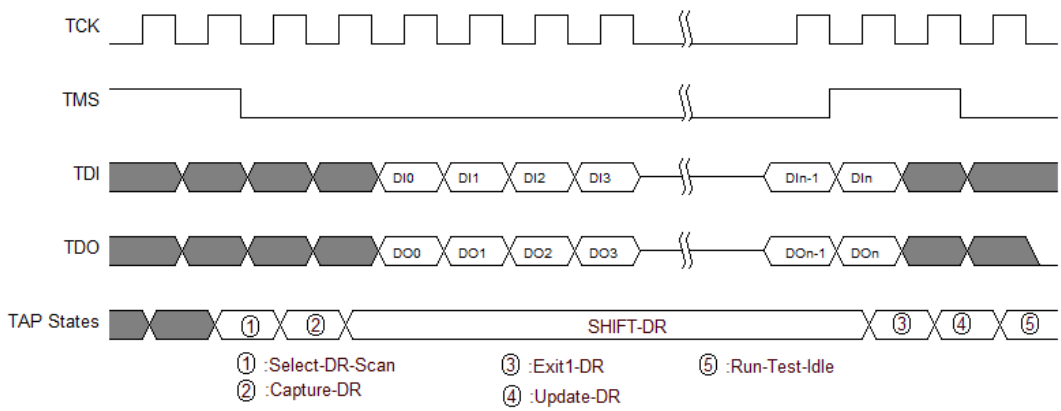 TCK
TMS
TDI DI0 DI1 DI2 DI3 DIn-1 DIn
TDO DO0 DO1 DO2 DO3 DOn-1 DOn
TAP States ① ② SHIFT-DR ③ ④ ⑤
① :Select-DR-Scan ③ :Exit1-DR ⑤ :Run-Test-Idle
② :Capture-DR ④ :Update-DR